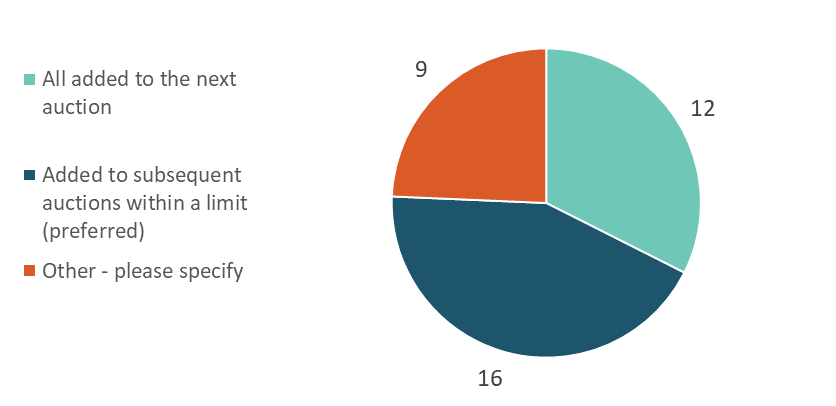 All added to the next
auction
Added to subsequent
auctions within a limit
(preferred)
Other - please specify
9
12
16